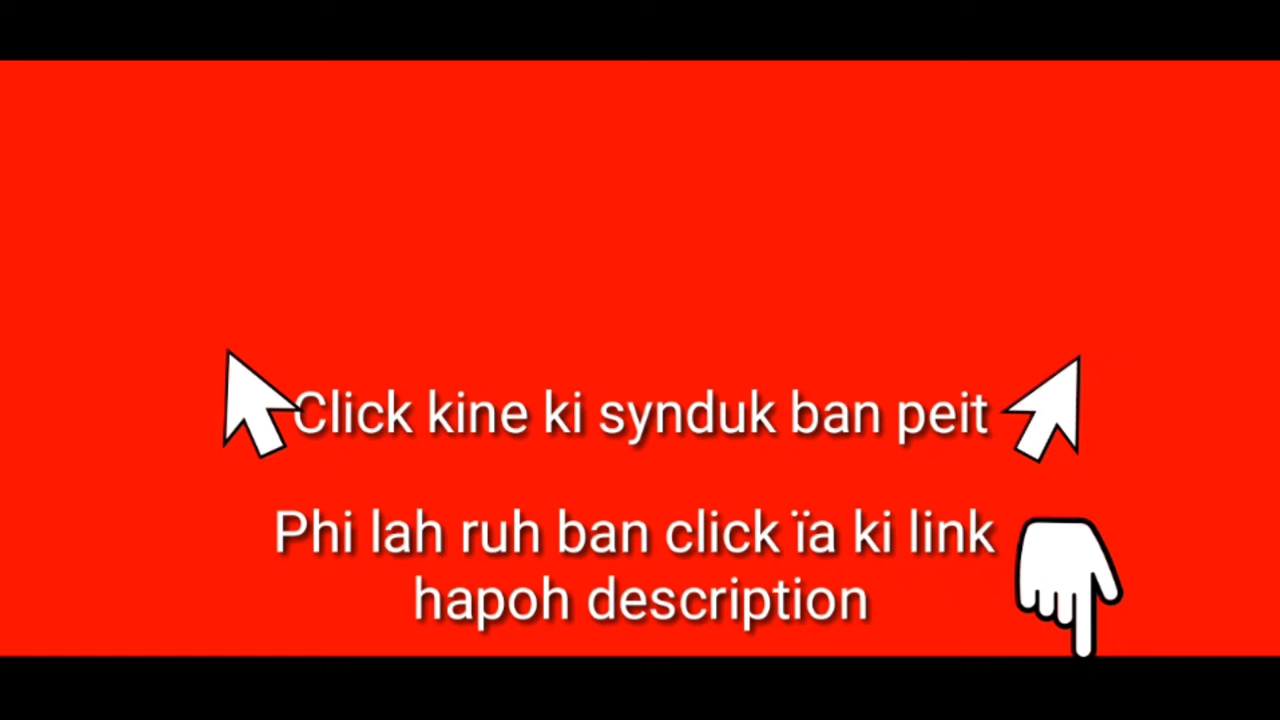 Click kine ki synduk ban peit
Phi lah ruh ban click ïa ki link
hapoh description